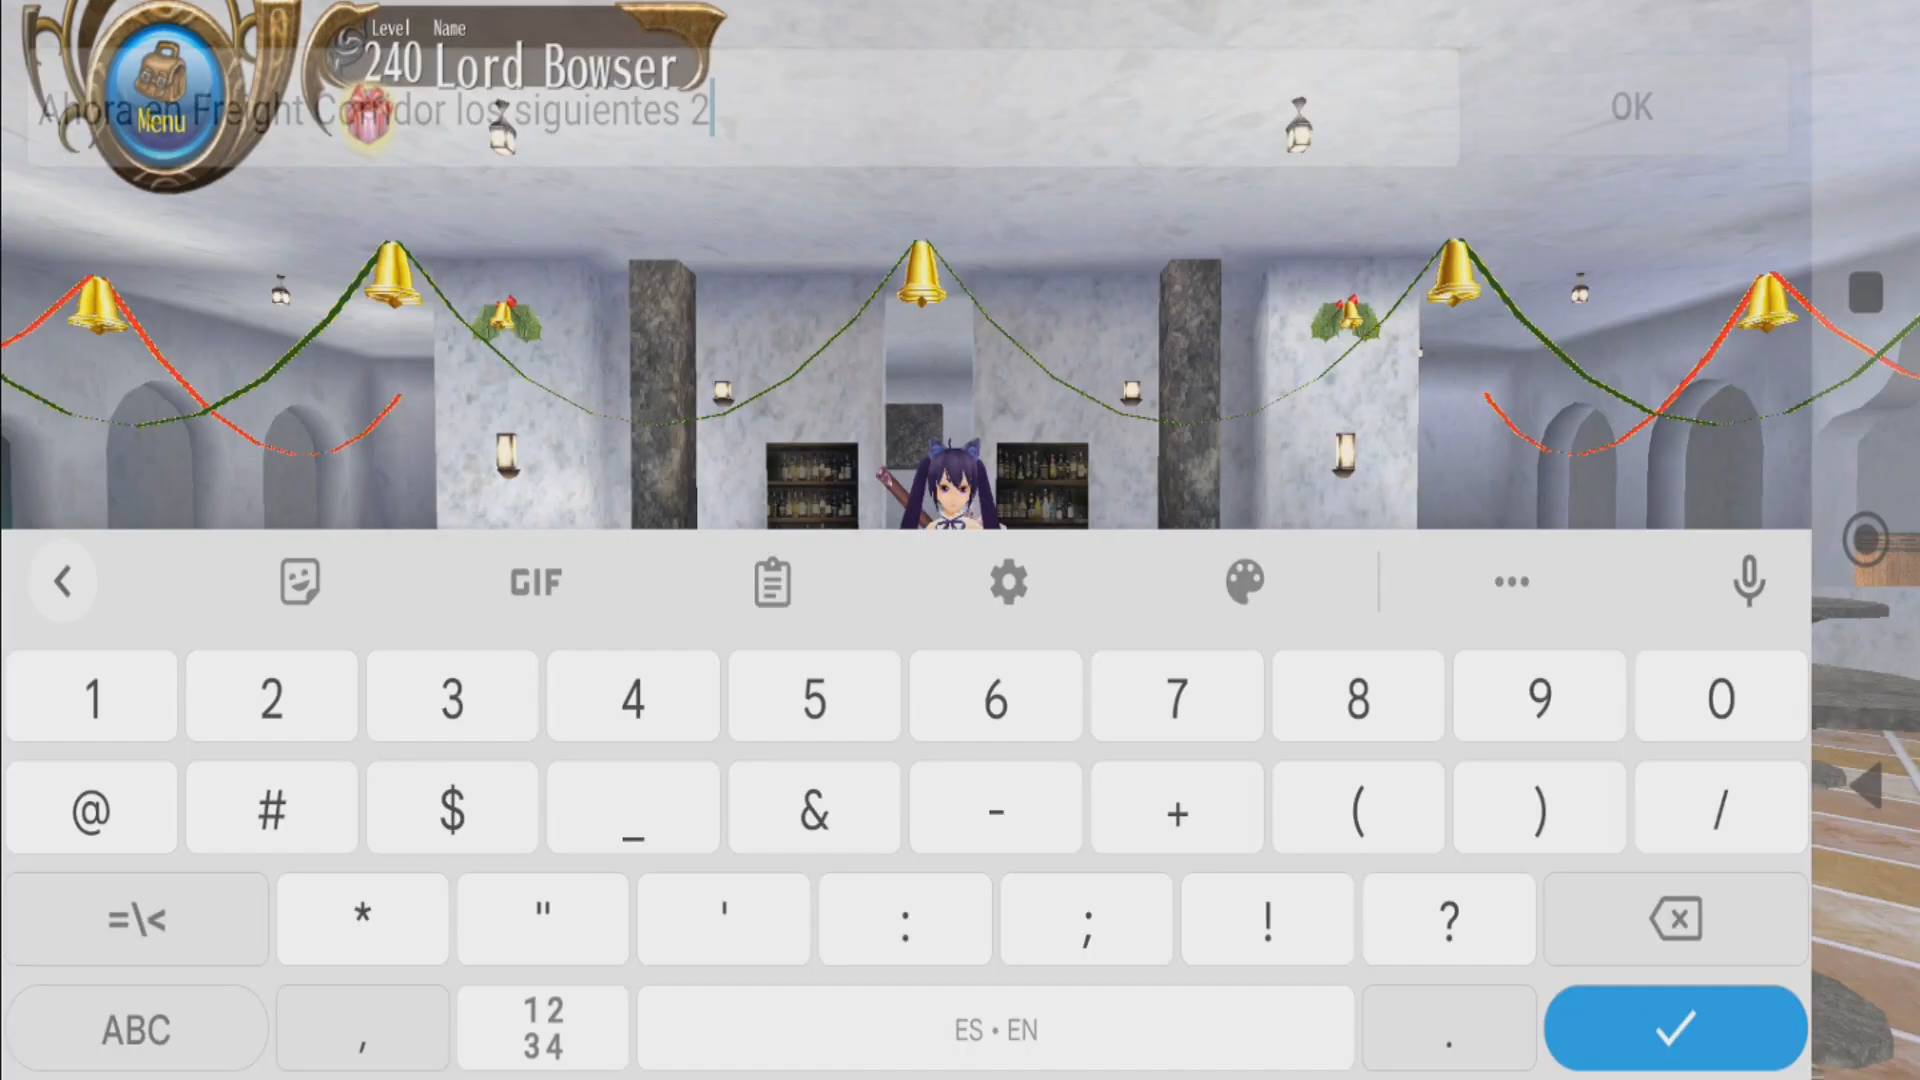 Level Name
240 Lord Bowser
Ahora en Freight Corridor los siguientes 2
OK
Menu
GIF
1 2 3 4 5 6 7 8 9 0
@ # $ _ & - + ( ) /
=\< * " ' : ; ! ?
ABC , 12 ES • EN .
34